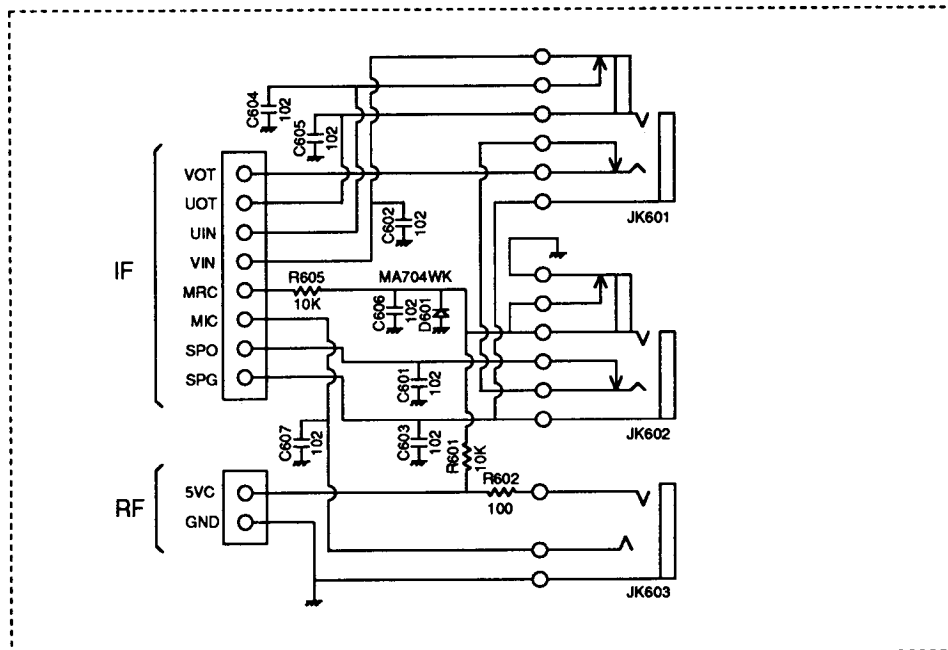 C604
102
C605
102
IF
VOT
UOT
UIN
VIN
MRC
MIC
SPO
SPG
C602
102
JK601
R605
10K
MA704WK
C606
102
D601
C601
102
C607
102
C603
102
R601
10K
JK602
RF
5VC
GND
R602
100
JK603